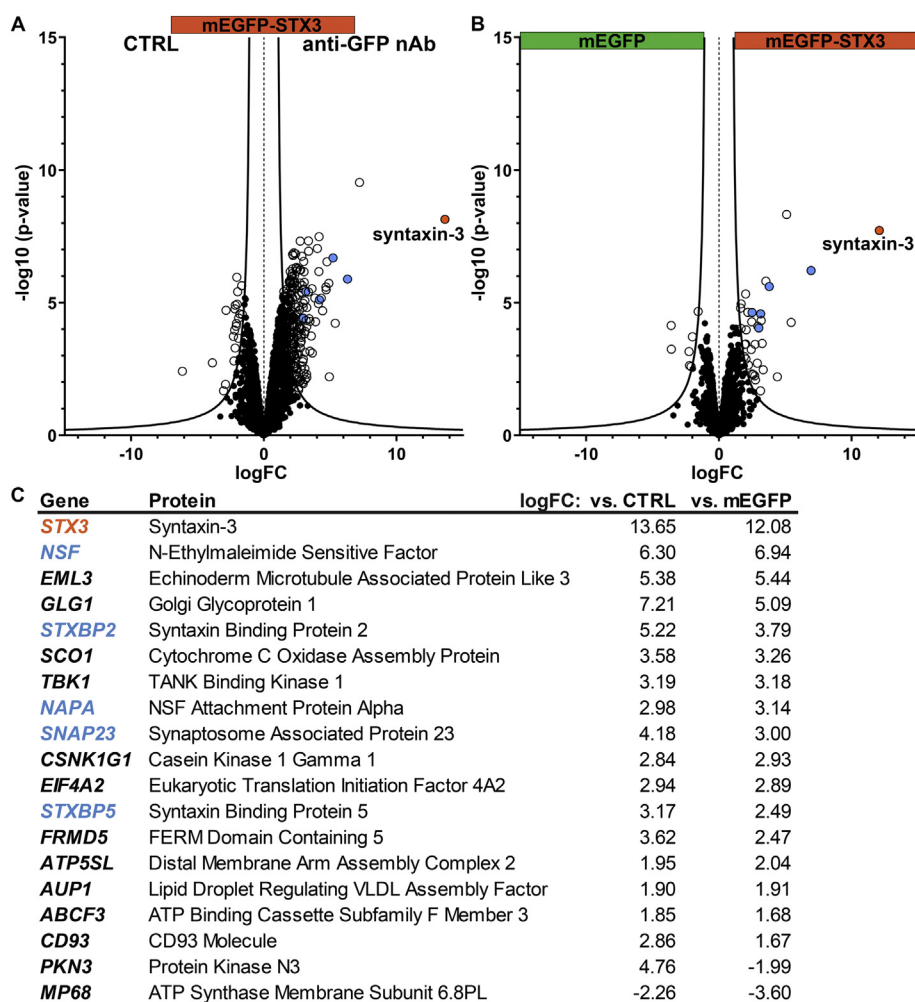 A
mEGFP-STX3
CTRL
anti-GFP nAb
15
10
5
0
-log10 (p-value)
syntaxin-3
-10
0
10
logFC
B
mEGFP
mEGFP-STX3
15
10
5
0
-log10 (p-value)
syntaxin-3
-10
0
10
logFC
C
Gene Protein logFC: vs. CTRL vs. mEGFP
STX3 Syntaxin-3 13.65 12.08
NSF N-Ethylmaleimide Sensitive Factor 6.30 6.94
EML3 Echinoderm Microtubule Associated Protein Like 3 5.38 5.44
GLG1 Golgi Glycoprotein 1 7.21 5.09
STXBP2 Syntaxin Binding Protein 2 5.22 3.79
SCO1 Cytochrome C Oxidase Assembly Protein 3.58 3.26
TBK1 TANK Binding Kinase 1 3.19 3.18
NAPA NSF Attachment Protein Alpha 2.98 3.14
SNAP23 Synaptosome Associated Protein 23 4.18 3.00
CSNK1G1 Casein Kinase 1 Gamma 1 2.84 2.93
EIF4A2 Eukaryotic Translation Initiation Factor 4A2 2.94 2.89
STXBP5 Syntaxin Binding Protein 5 3.17 2.49
FRMD5 FERM Domain Containing 5 3.62 2.47
ATP5SL Distal Membrane Arm Assembly Complex 2 1.95 2.04
AUP1 Lipid Droplet Regulating VLDL Assembly Factor 1.90 1.91
ABCF3 ATP Binding Cassette Subfamily F Member 3 1.85 1.68
CD93 CD93 Molecule 2.86 1.67
PKN3 Protein Kinase N3 4.76 -1.99
MP68 ATP Synthase Membrane Subunit 6.8PL -2.26 -3.60